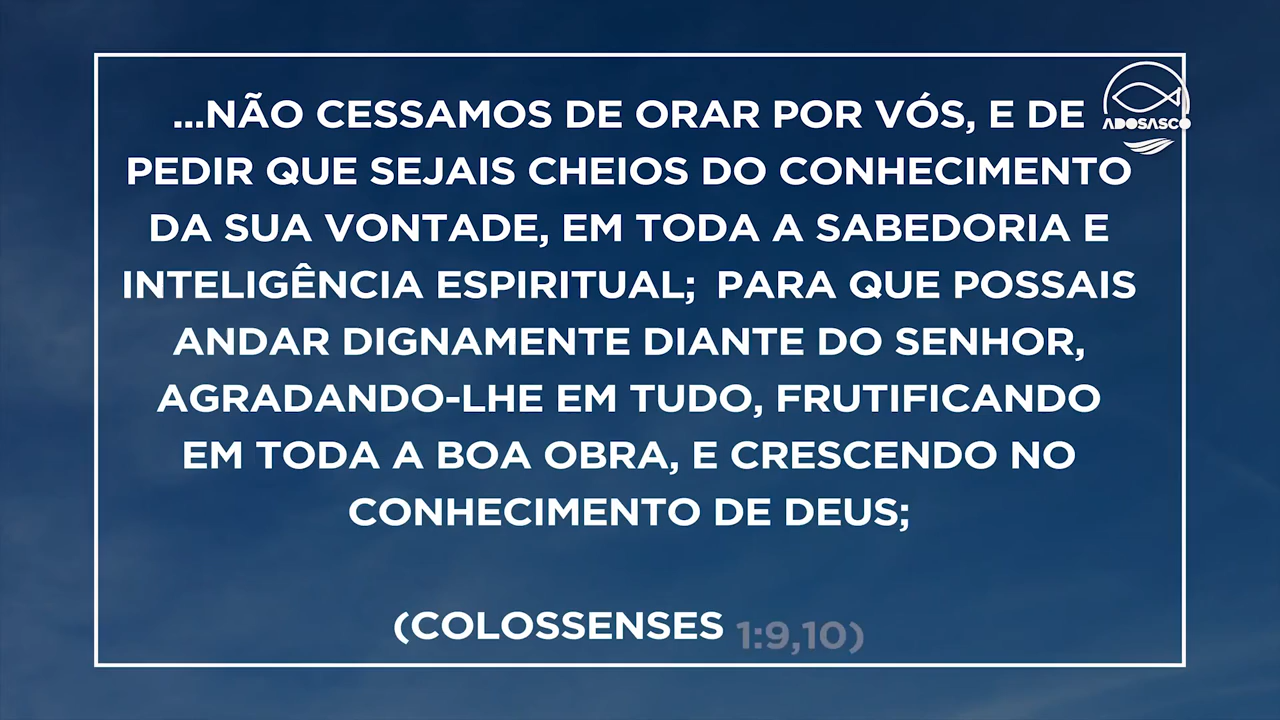 ...NÃO CESSAMOS DE ORAR POR VÓS, E DE
PEDIR QUE SEJAIS CHEIOS DO CONHECIMENTO
DA SUA VONTADE, EM TODA A SABEDORIA E
INTELIGÊNCIA ESPIRITUAL; PARA QUE POSSAIS
ANDAR DIGNAMENTE DIANTE DO SENHOR,
AGRADANDO-LHE EM TUDO, FRUTIFICANDO
EM TODA A BOA OBRA, E CRESCENDO NO
CONHECIMENTO DE DEUS;
(COLOSSENSES 1:9,10)
ADOSASCO